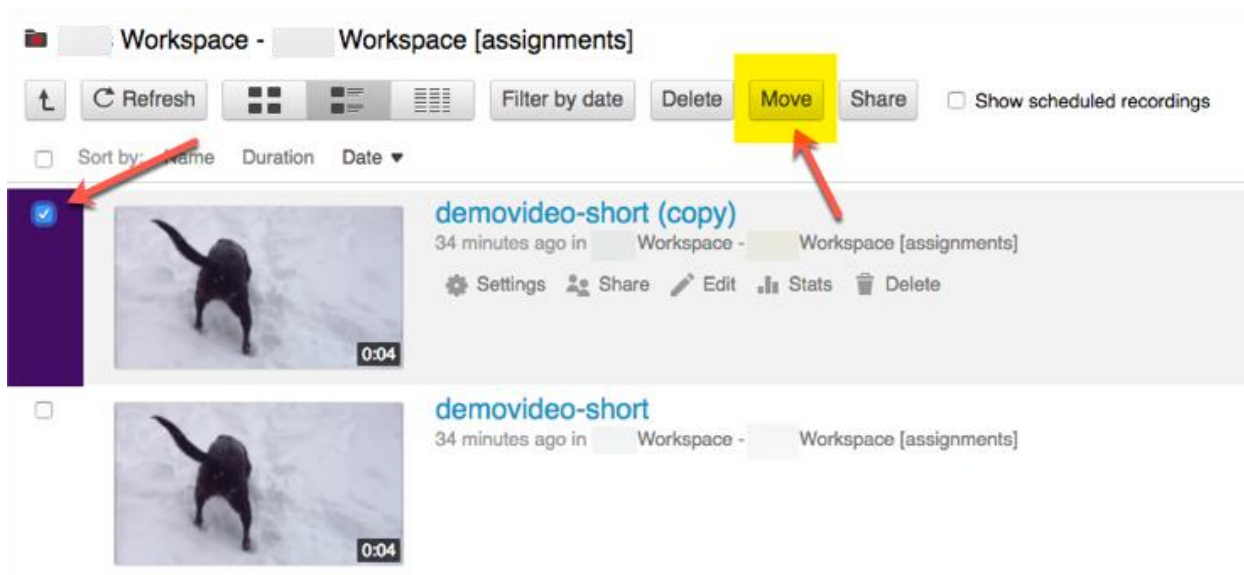 Workspace - Workspace [assignments]
Refresh Filter by date Delete Move Share Show scheduled recordings
Sort by: Name Duration Date ▼
demovideo-short (copy)
34 minutes ago in Workspace - Workspace [assignments]
Settings Share Edit Stats Delete
0:04
demovideo-short
34 minutes ago in Workspace - Workspace [assignments]
0:04